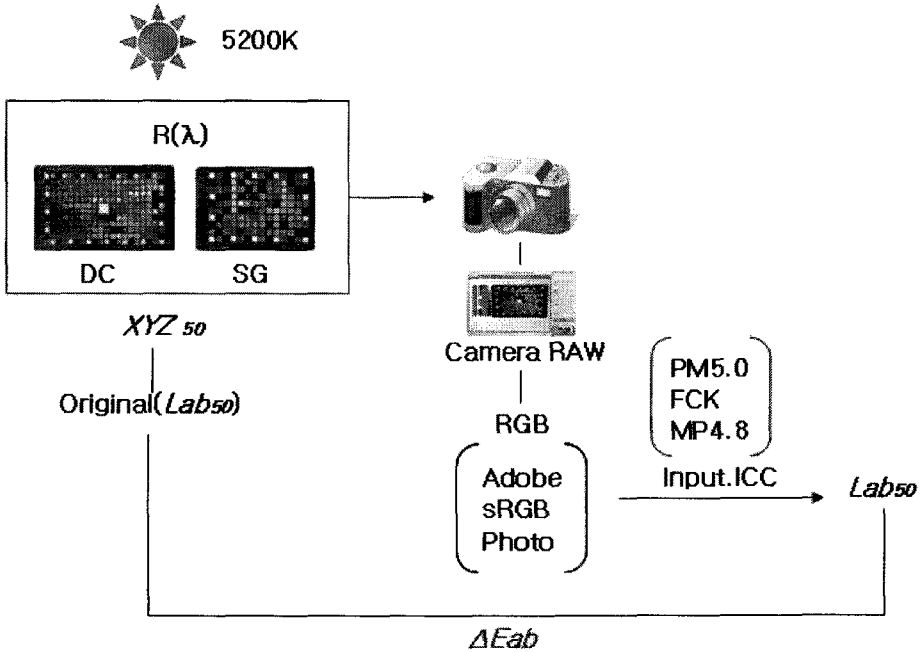 5200K
R(λ)
DC SG
XYZ 50
Original(Lab50)
Camera RAW
RGB
Adobe
sRGB
Photo
PM5.0
FCK
MP4.8
Input.ICC
Lab50
ΔEab